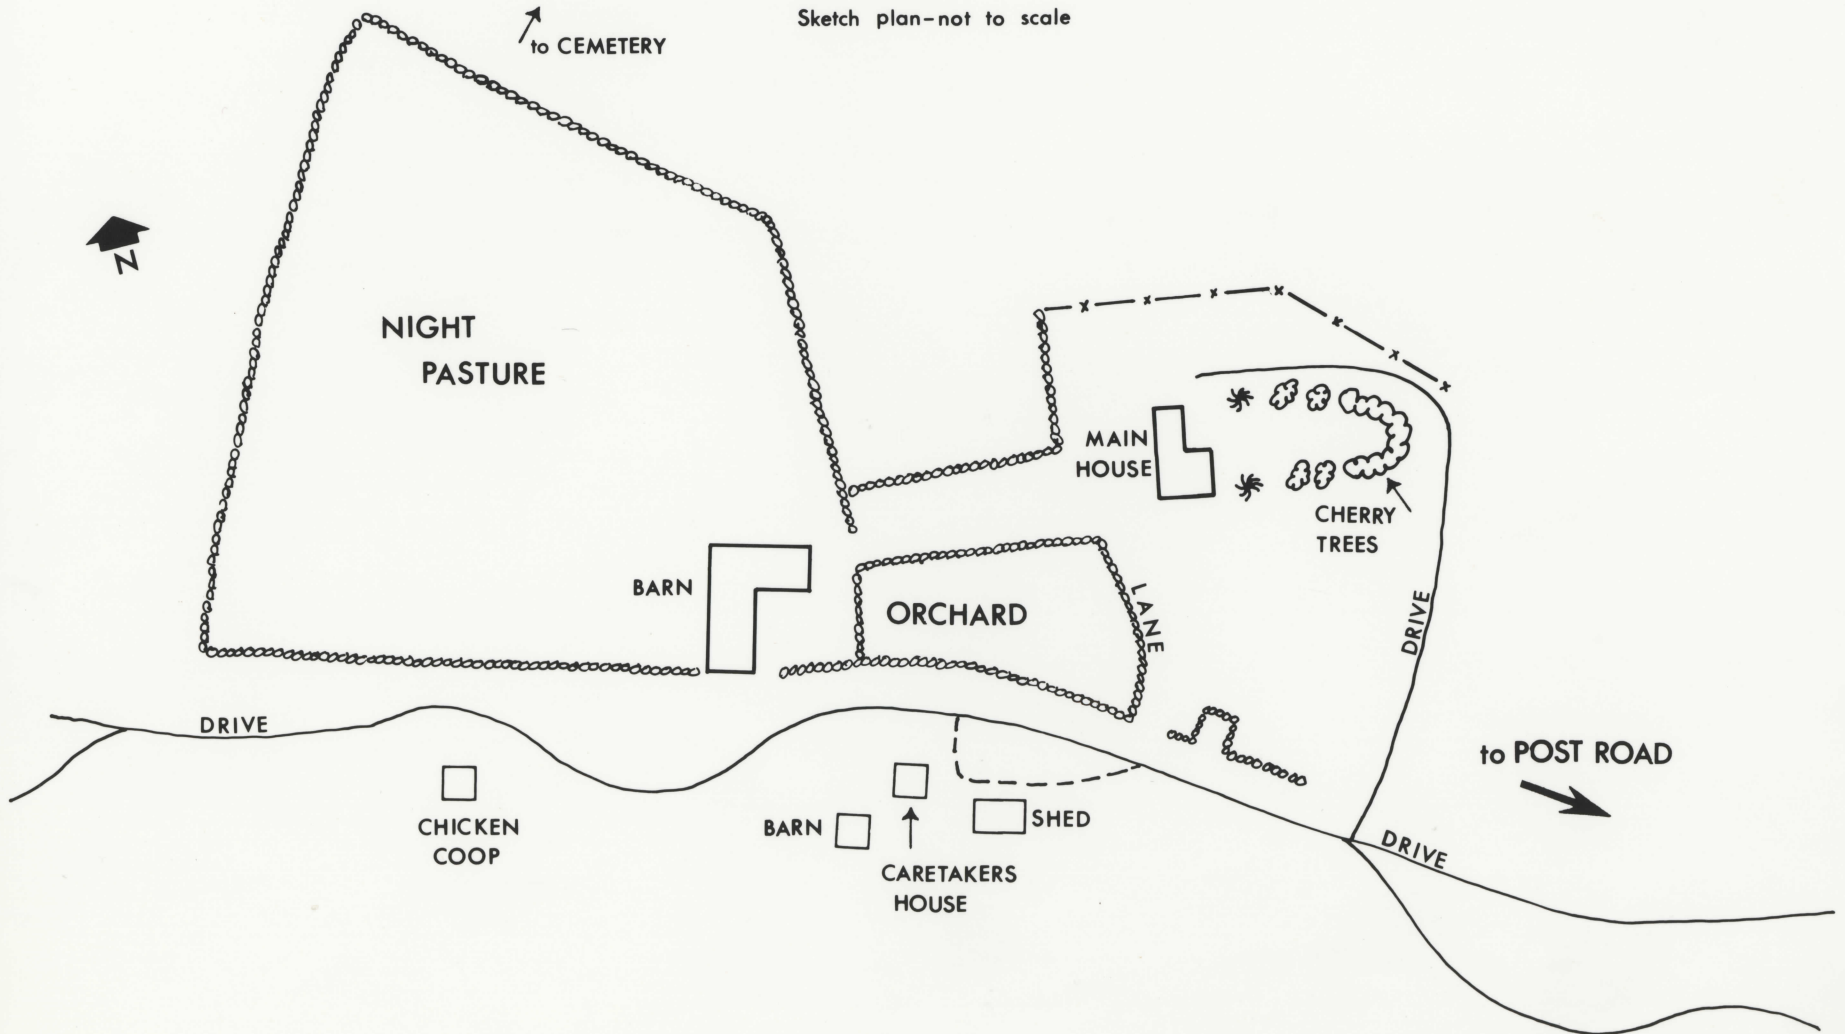 Sketch plan-not to scale
to CEMETERY
N
NIGHT
PASTURE
MAIN
HOUSE
CHERRY
TREES
BARN
ORCHARD
LANE
DRIVE
DRIVE
to POST ROAD
CHICKEN
COOP
BARN
SHED
CARETAKERS
HOUSE
DRIVE